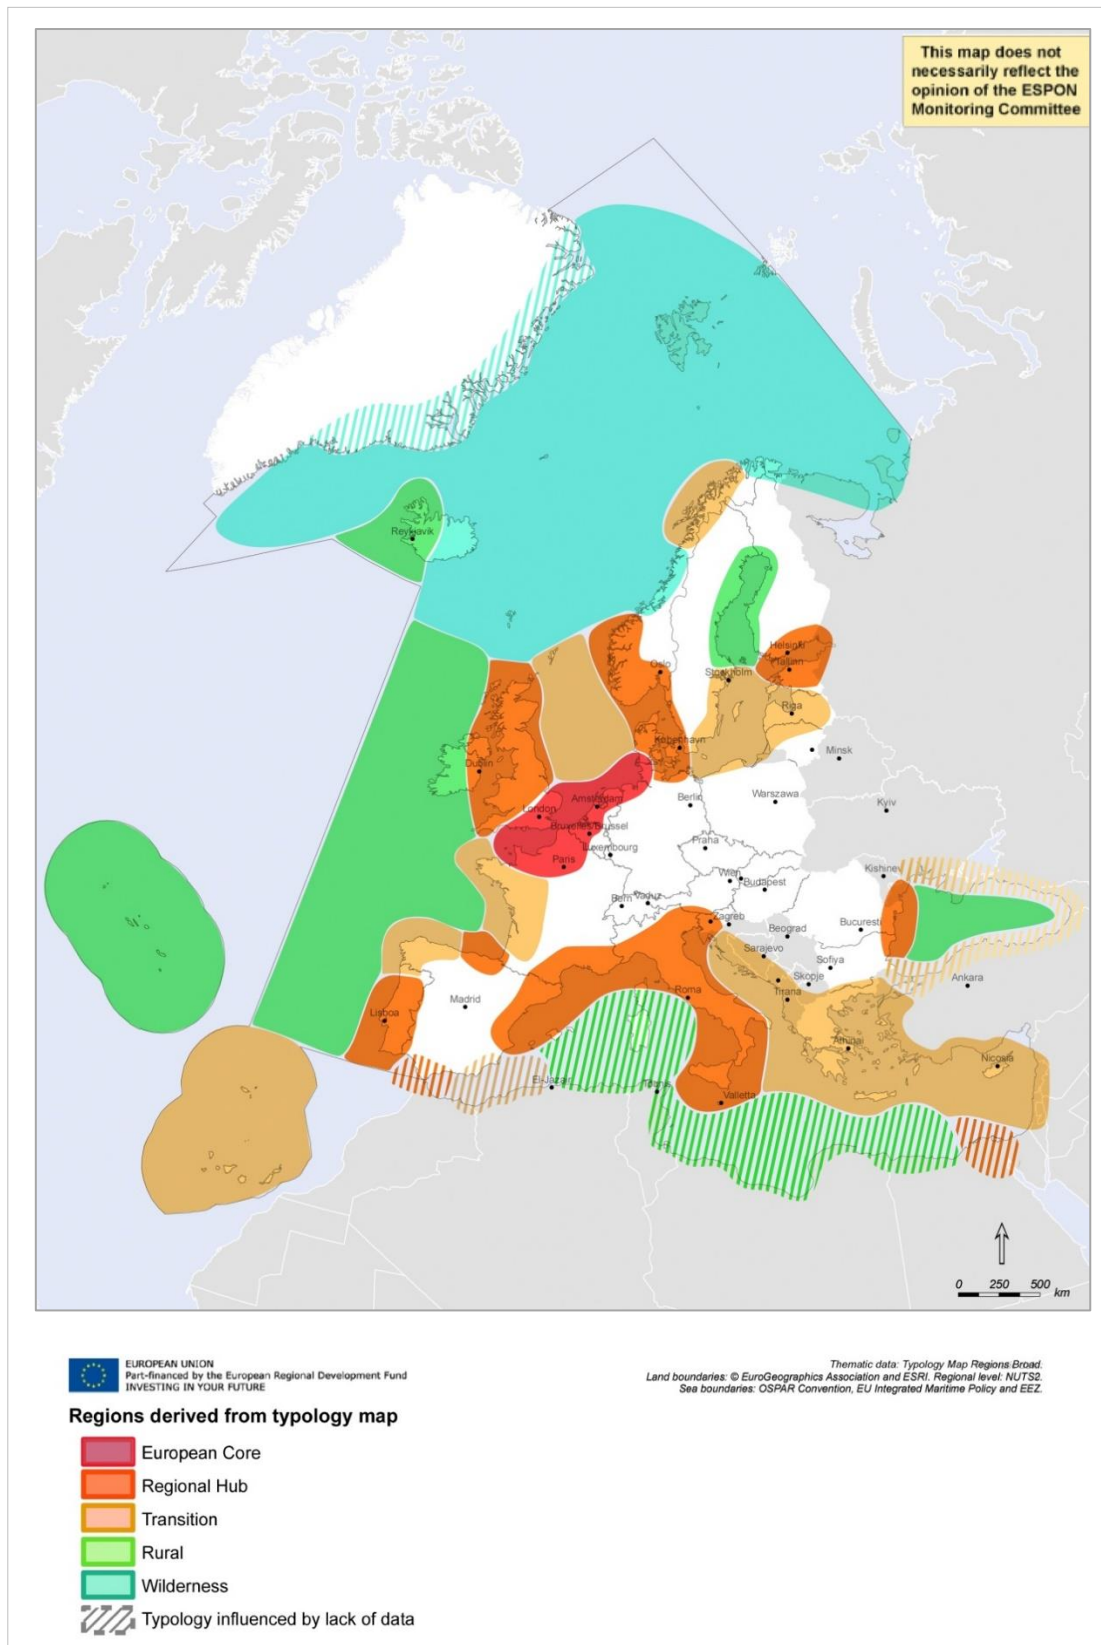 This map does not
necessarily reflect the
opinion of the ESPON
Monitoring Committee
Reykjavik
Oslo
Helsinki
Tallinn
Stockholm
Riga
København
Minsk
Dublin
Amsterdam
London
Berlin
Warszawa
Kyiv
Bruxelles/Brussel
Luxembourg
Praha
Paris
Wien
Kishinev
Budapest
Bern
Vaduz
Zagreb
Bucuresti
Beograd
Sarajevo
Sofiya
Skopje
Ankara
Roma
Tirana
Madrid
Lisboa
Athinai
Nicosia
El-Jazair
Tounis
Valletta
0 250 500
km
EUROPEAN UNION
Part-financed by the European Regional Development Fund
INVESTING IN YOUR FUTURE
Thematic data: Typology Map Regions Broad.
Land boundaries: © EuroGeographics Association and ESRI. Regional level: NUTS2.
Sea boundaries: OSPAR Convention, EU Integrated Maritime Policy and EEZ.
Regions derived from typology map
European Core
Regional Hub
Transition
Rural
Wilderness
Typology influenced by lack of data